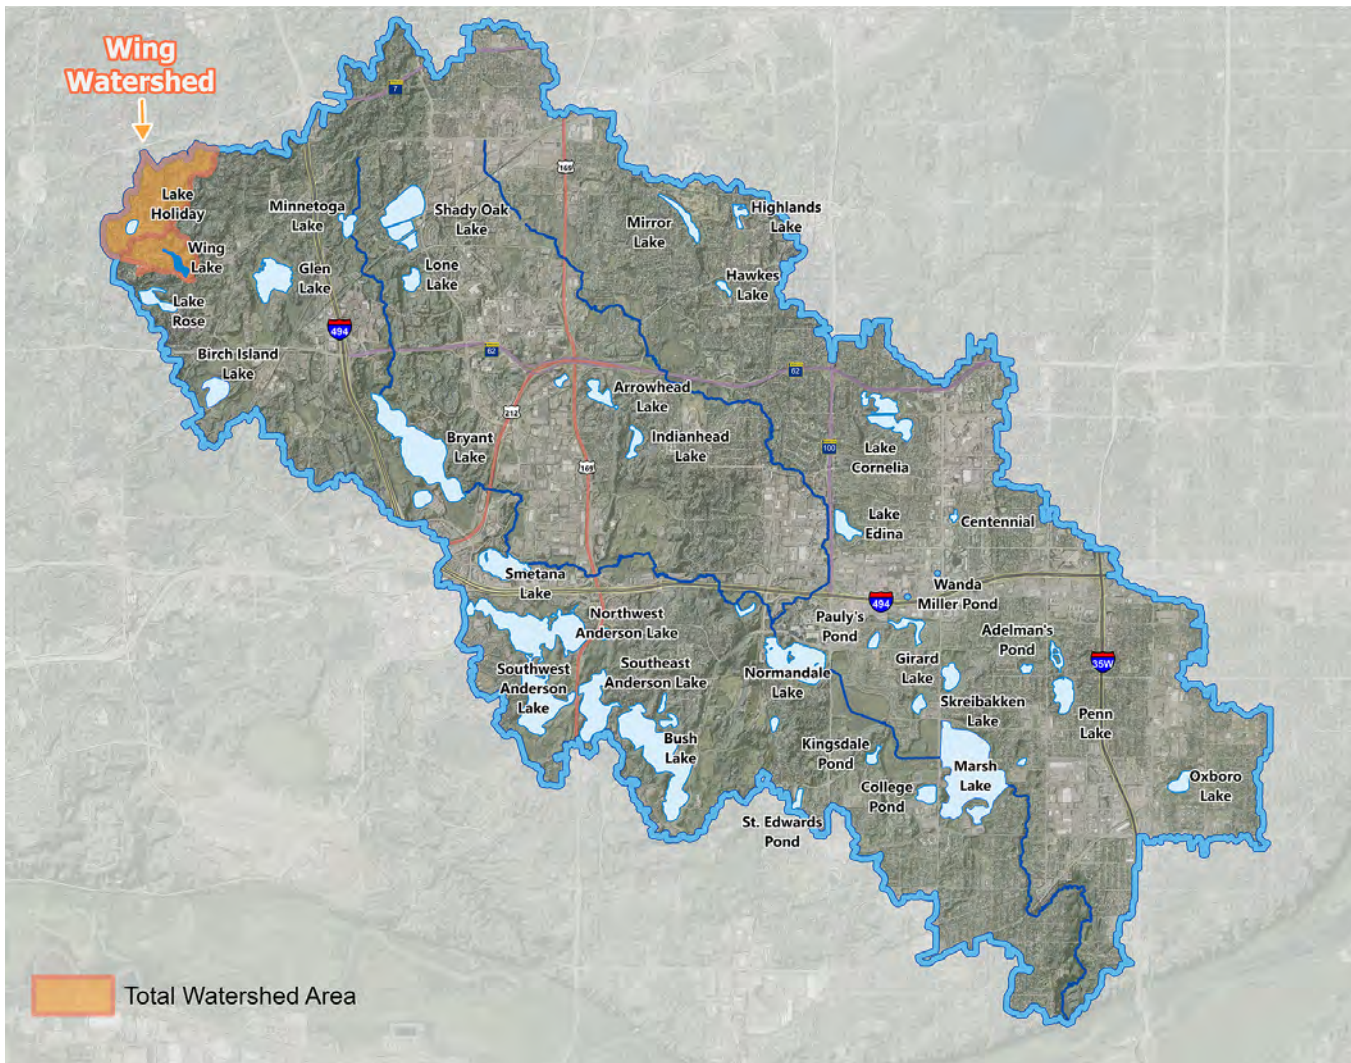 Wing
Watershed
7
169
Lake
Holiday
Minnetoga
Lake
Shady Oak
Lake
Mirror
Lake
Highlands
Lake
Wing
Lake
Glen
Lake
Lone
Lake
Hawkes
Lake
Lake
Rose
494
Birch Island
Lake
62
62
212
Arrowhead
Lake
Bryant
Lake
Indianhead
Lake
100
Lake
Cornelia
169
Lake
Edina
Centennial
Smetana
Lake
Wanda
Miller Pond
494
Northwest
Anderson Lake
Pauly's
Pond
Adelman's
Pond
Southwest
Anderson
Lake
Southeast
Anderson Lake
Normandale
Lake
Girard
Lake
35W
Skreibakken
Lake
Penn
Lake
Bush
Lake
Kingsdale
Pond
Marsh
Lake
College
Pond
Oxboro
Lake
St. Edwards
Pond
Total Watershed Area